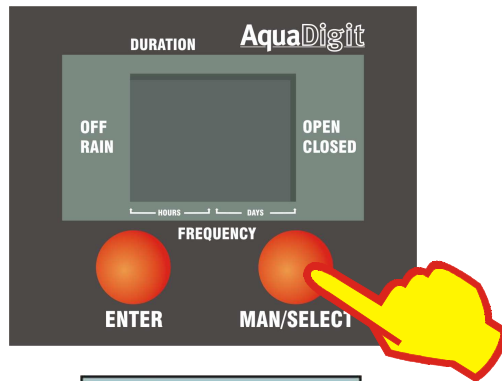 DURATION
AquaDigit
OFF
RAIN
OPEN
CLOSED
HOURS
DAYS
FREQUENCY
ENTER
MAN/SELECT